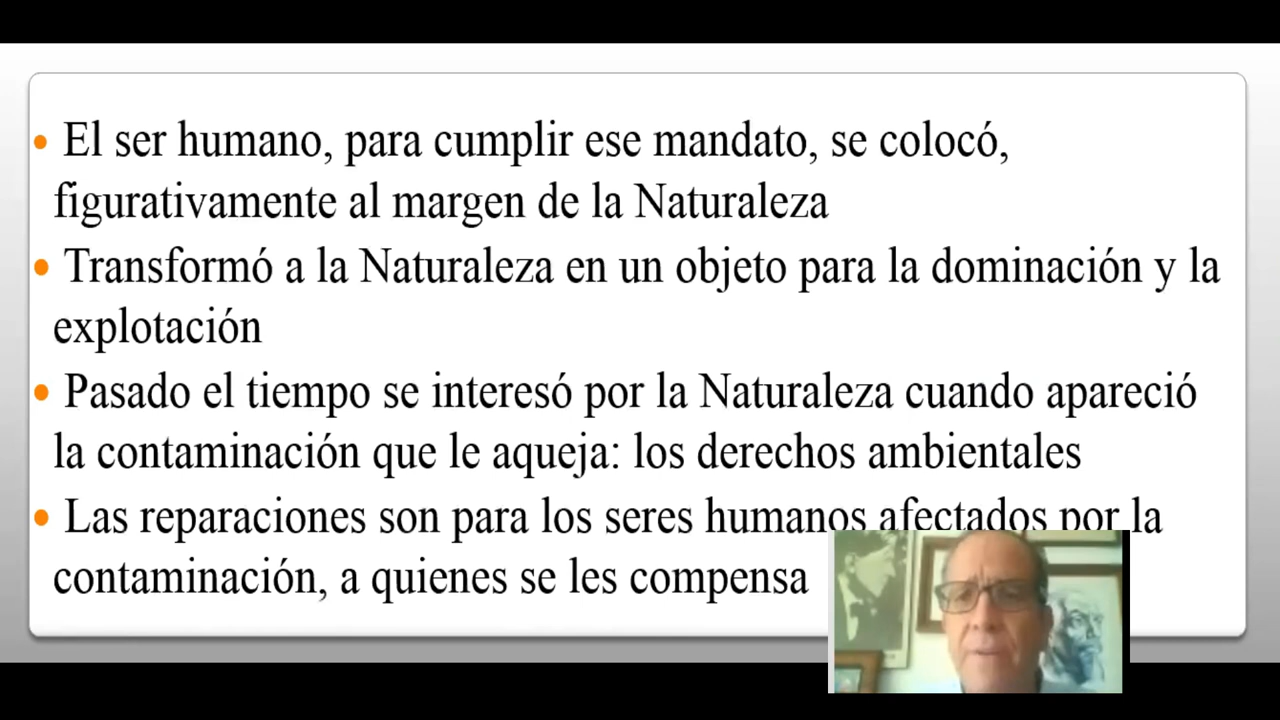 • El ser humano, para cumplir ese mandato, se colocó,
figurativamente al margen de la Naturaleza
• Transformó a la Naturaleza en un objeto para la dominación y la
explotación
• Pasado el tiempo se interesó por la Naturaleza cuando apareció
la contaminación que le aqueja: los derechos ambientales
• Las reparaciones son para los seres humanos afectados por la
contaminación, a quienes se les compensa